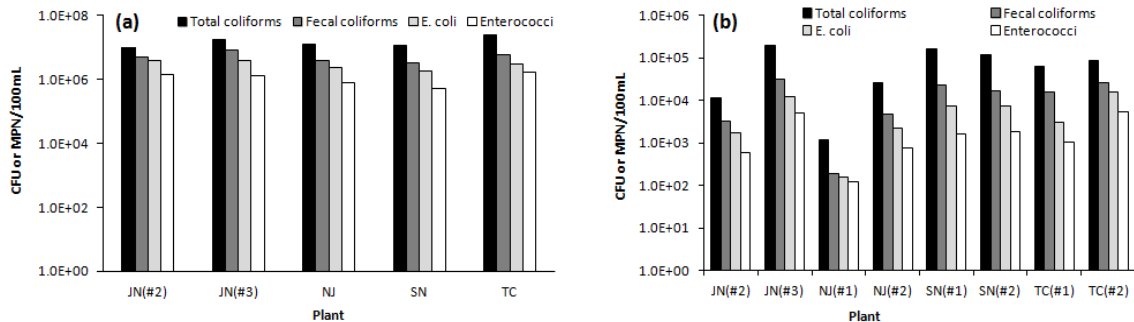 (a)
Total coliforms Fecal coliforms E. coli Enterococci
CFU or MPN/100mL
1.0E+08
1.0E+06
1.0E+04
1.0E+02
1.0E+00
JN(#2) JN(#3) NJ SN TC
Plant
(b)
Total coliforms Fecal coliforms
E. coli Enterococci
CFU or MPN/100mL
1.0E+06
1.0E+05
1.0E+04
1.0E+03
1.0E+02
1.0E+01
1.0E+00
JN(#2) JN(#3) NJ(#1) NJ(#2) SN(#1) SN(#2) TC(#1) TC(#2)
Plant